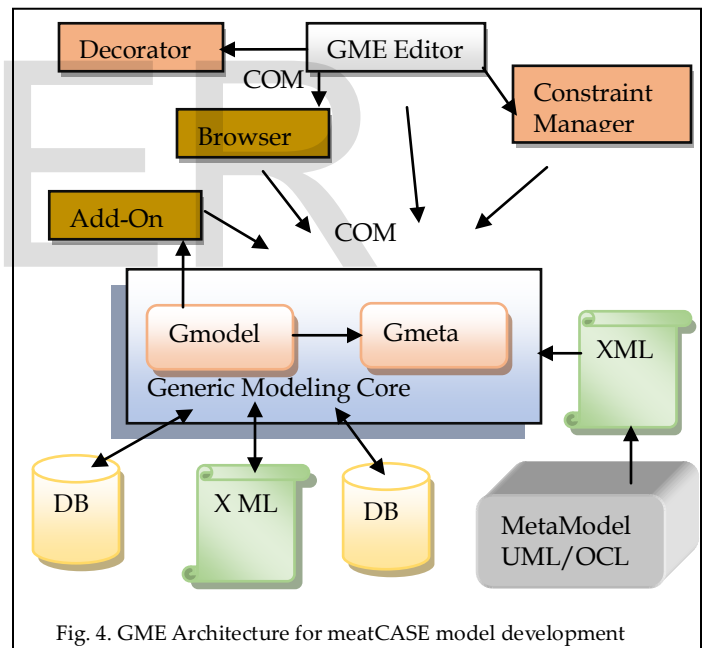 Decorator
GME Editor
COM
Constraint
Manager
Browser
Add-On
COM
Gmodel
Gmeta
XML
Generic Modeling Core
DB
X ML
DB
MetaModel
UML/OCL
Fig. 4. GME Architecture for meatCASE model development
ER